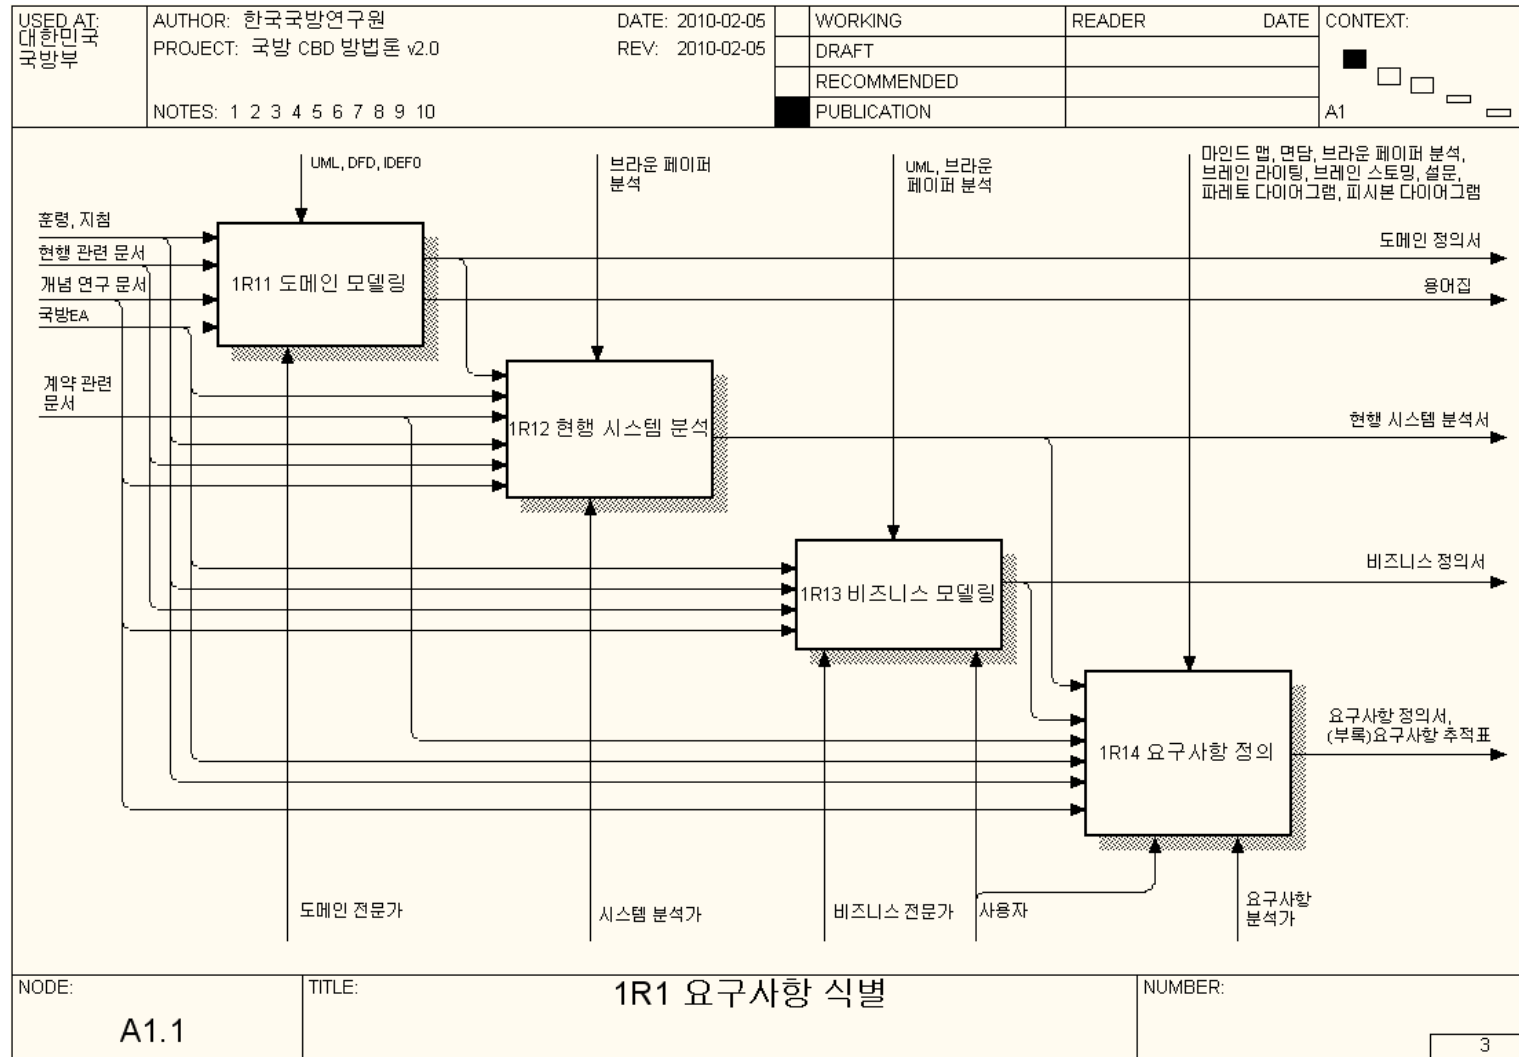 USED AT:
대한민국
국방부
AUTHOR: 한국국방연구원
DATE: 2010-02-05
PROJECT: 국방 CBD 방법론 v2.0
REV: 2010-02-05
NOTES: 1 2 3 4 5 6 7 8 9 10
WORKING
DRAFT
RECOMMENDED
PUBLICATION
READER DATE
CONTEXT:
A1
UML, DFD, IDEF0
브라운 페이퍼
분석
UML, 브라운
페이퍼 분석
마인드 맵, 면담, 브라운 페이퍼 분석,
브레인 라이팅, 브레인 스토밍, 설문,
파레토 다이어그램, 피시본 다이어그램
훈령, 지침
현행 관련 문서
개념 연구 문서
국방EA
계약 관련
문서
1R11 도메인 모델링
도메인 정의서
용어집
1R12 현행 시스템 분석
현행 시스템 분석서
1R13 비즈니스 모델링
비즈니스 정의서
1R14 요구사항 정의
요구사항 정의서,
(부록)요구사항 추적표
도메인 전문가
시스템 분석가
비즈니스 전문가
사용자
요구사항
분석가
NODE:
A1.1
TITLE:
1R1 요구사항 식별
NUMBER:
3